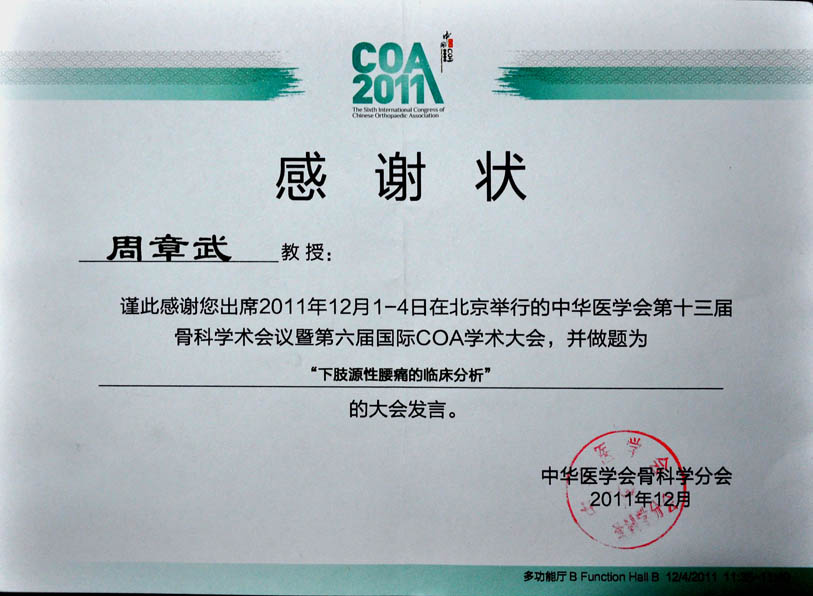 COA
2011
The Sixth International Congress of
Chinese Orthopaedic Association
感谢状
周章武 教授:
谨此感谢您出席2011年12月1-4日在北京举行的中华医学会第十三届
骨科学术会议暨第六届国际COA学术大会，并做题为
“下肢源性腰痛的临床分析”
的大会发言。
中华医学会骨科学分会
2011年12月
多功能厅 B Function Hall B 12/4/2011